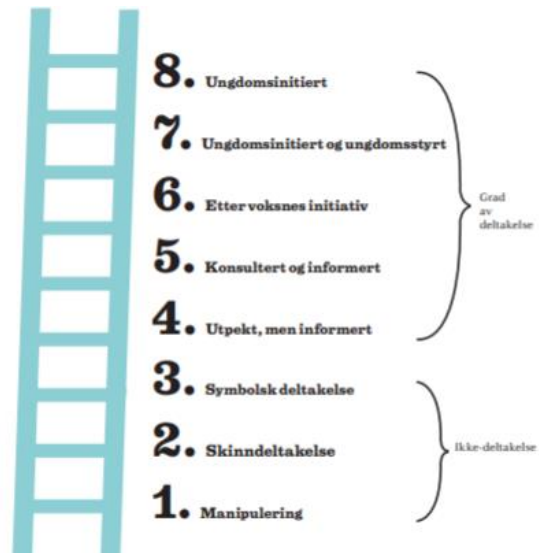 8. Ungdomsinitiert
7. Ungdomsinitiert og ungdomsstyrt
6. Etter voksnes initiativ
Grad
av
deltakelse
5. Konsultert og informert
4. Utpekt, men informert
3. Symbolsk deltakelse
2. Skinndeltakelse
Ikke-deltakelse
1. Manipulering